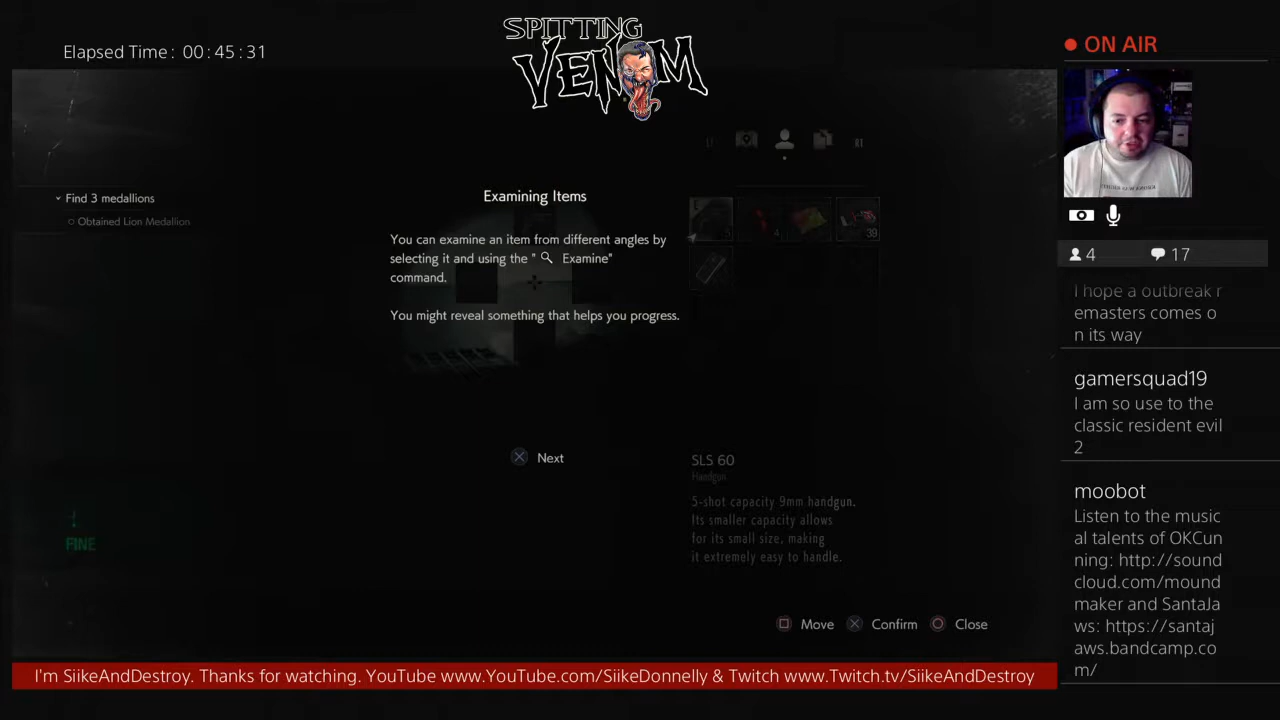 SPITTING
VENOM
Elapsed Time: 00:45:31
ON AIR
Find 3 medallions
Obtained Lion Medallion
Examining Items
You can examine an item from different angles by
selecting it and using the " Examine"
command.
You might reveal something that helps you progress.
Next
R1
5
4
39
SLS 60
Handgun
5-shot capacity 9mm handgun.
Its smaller capacity allows
for its small size, making
it extremely easy to handle.
FINE
Move
Confirm
Close
I'm SiikeAndDestroy. Thanks for watching. YouTube www.YouTube.com/SiikeDonnelly & Twitch www.Twitch.tv/SiikeAndDestroy
4
17
I hope a outbreak r
emasters comes o
n its way
gamersquad19
I am so use to the
classic resident evil
2
moobot
Listen to the music
al talents of OKCun
ning: http://sound
cloud.com/mound
maker and SantaJa
ws: https://santaj
aws.bandcamp.co
m/